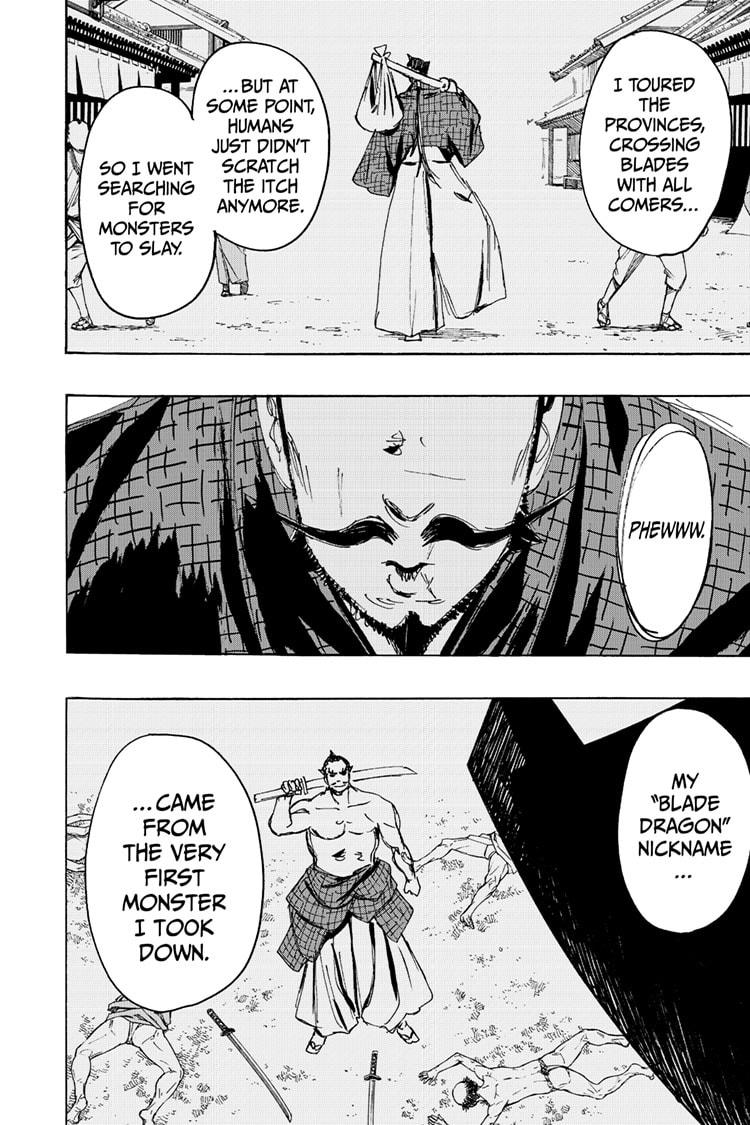 I TOURED
THE
PROVINCES,
CROSSING
BLADES
WITH ALL
COMERS...
...BUT AT
SOME POINT,
HUMANS
JUST DIDN'T
SCRATCH
THE ITCH
ANYMORE.
SO I WENT
SEARCHING
FOR
MONSTERS
TO SLAY.
PHEWWW.
MY
"BLADE
DRAGON"
NICKNAME
...
...CAME
FROM
THE VERY
FIRST
MONSTER
I TOOK
DOWN.